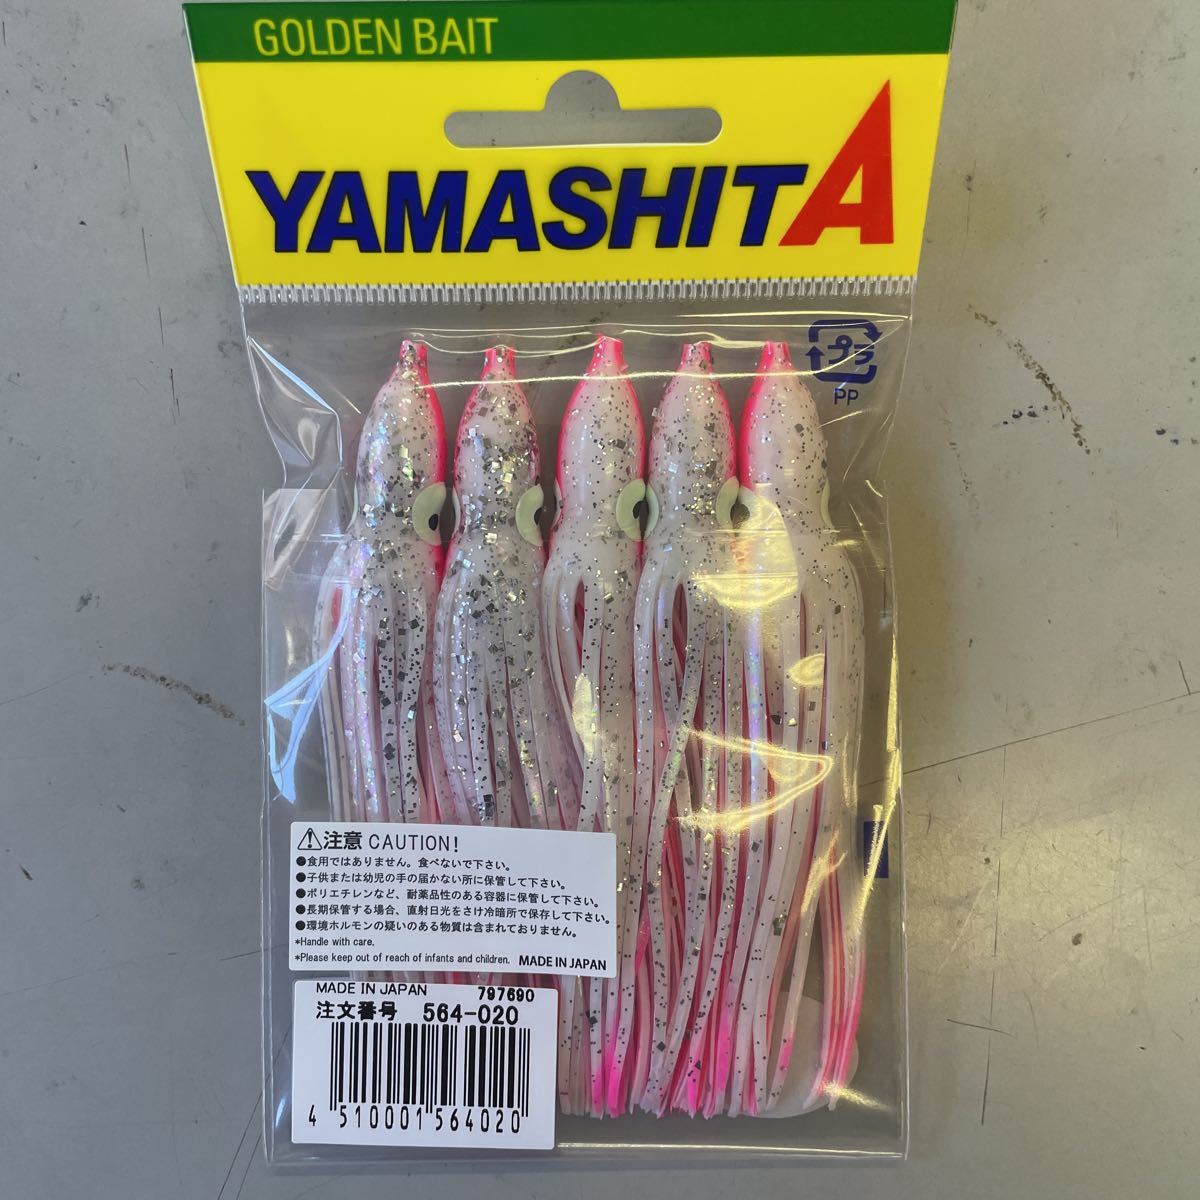 GOLDEN BAIT
YAMASHITA
プラ
PP
注意 CAUTION!
●食用ではありません。食べないで下さい。
●子供または幼児の手の届かない所に保管して下さい。
●ポリエチレンなど、耐薬品性のある容器に保管して下さい。
●長期保管する場合、直射日光をさけ冷暗所で保存して下さい。
●環境ホルモンの疑いのある物質は含まれておりません。
*Handle with care.
*Please keep out of reach of infants and children. MADE IN JAPAN
MADE IN JAPAN 797690
注文番号 564-020
4 510001 564020